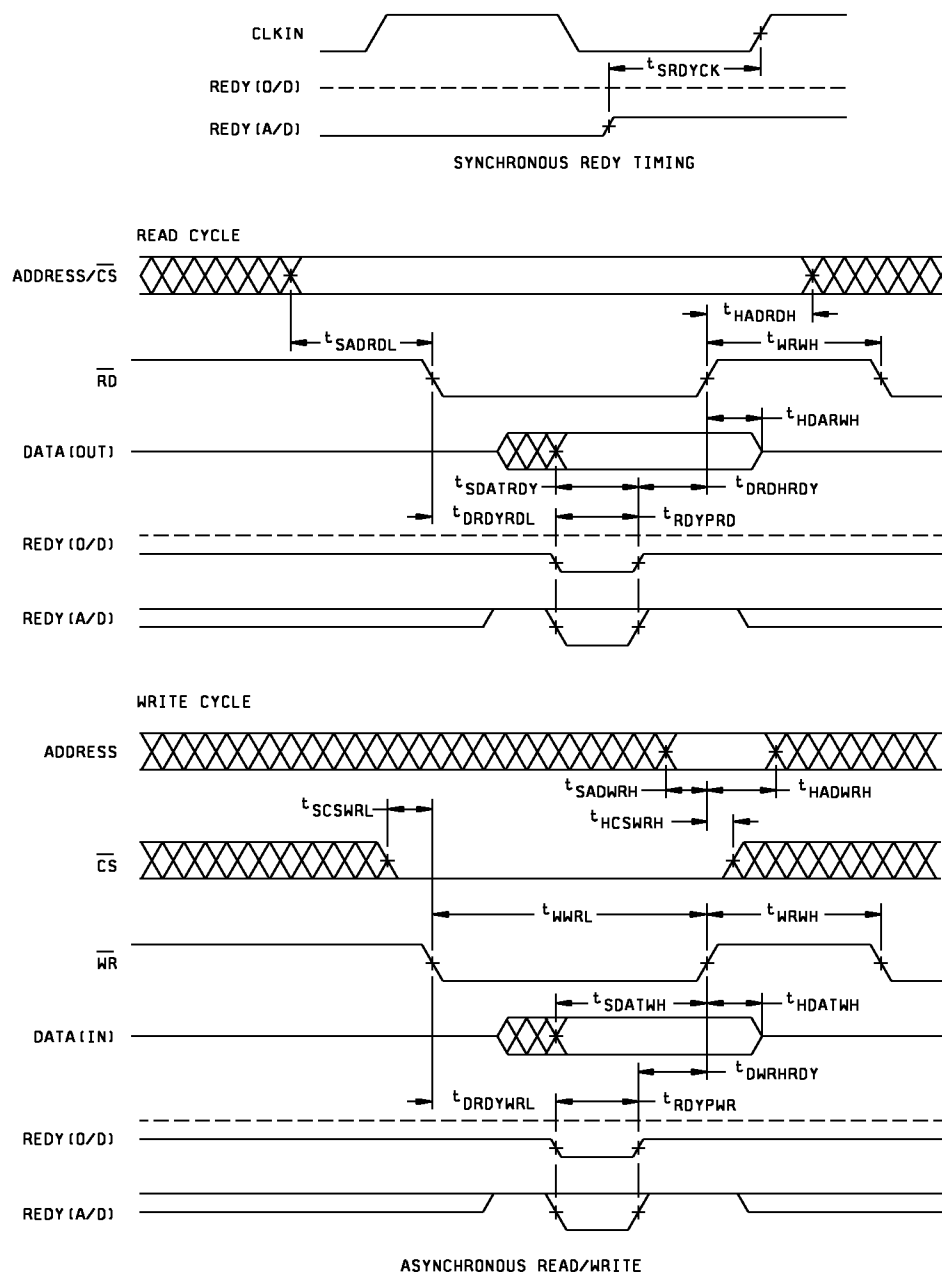 CLKIN
tSRDYCK
REDY(O/D)
REDY(A/D)
SYNCHRONOUS REDY TIMING
READ CYCLE
ADDRESS/CS
tHADRDH
tSADRDL
tWRWH
RD
tHDARWH
DATA(OUT)
tSDATRDY
tDRDHRDY
tDRDYRDL
tRDYPRD
REDY(O/D)
REDY(A/D)
WRITE CYCLE
ADDRESS
tSADWRH
tHADWRH
tSCSWRL
tHCSWRH
CS
tWWRL
tWRWH
WR
tSDATWH
tHDATWH
DATA(IN)
tDWRHRDY
tDRDYWRL
tRDYPWR
REDY(O/D)
REDY(A/D)
ASYNCHRONOUS READ/WRITE